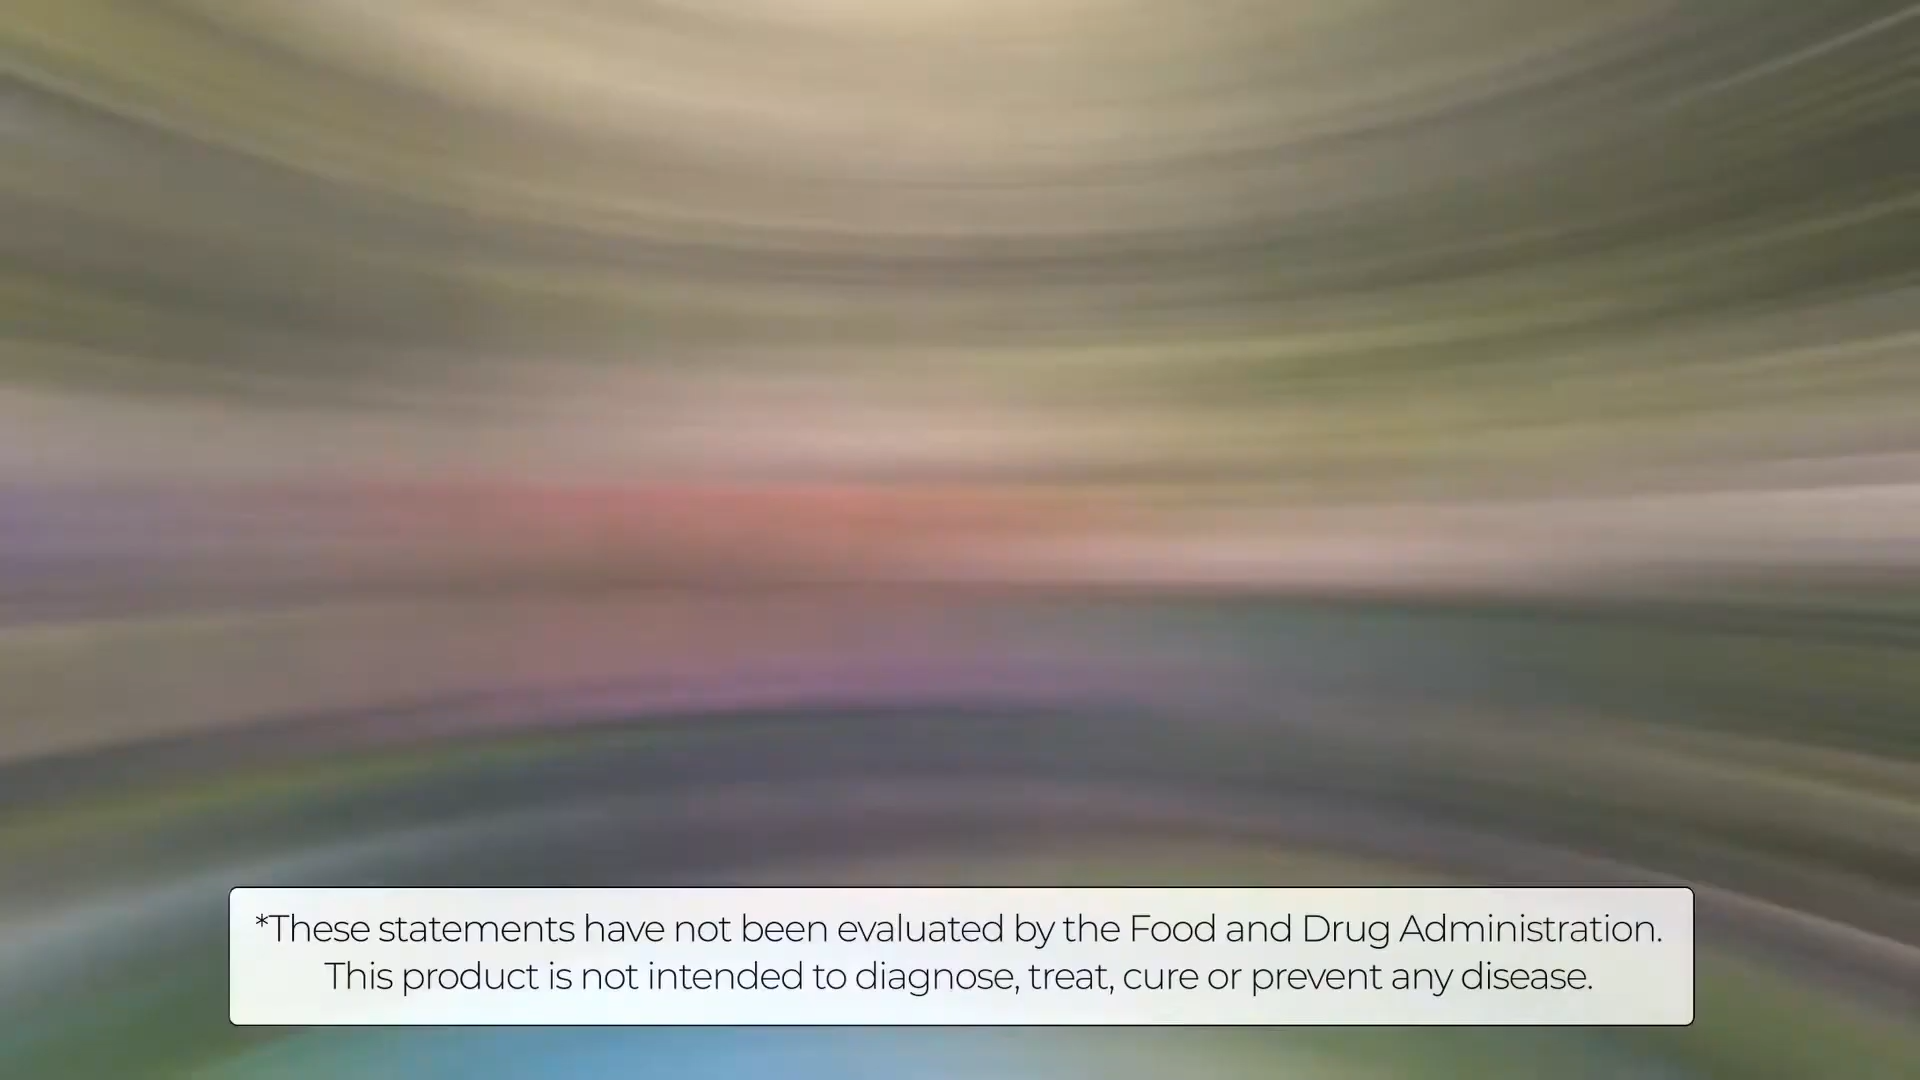 *These statements have not been evaluated by the Food and Drug Administration.
This product is not intended to diagnose, treat, cure or prevent any disease.